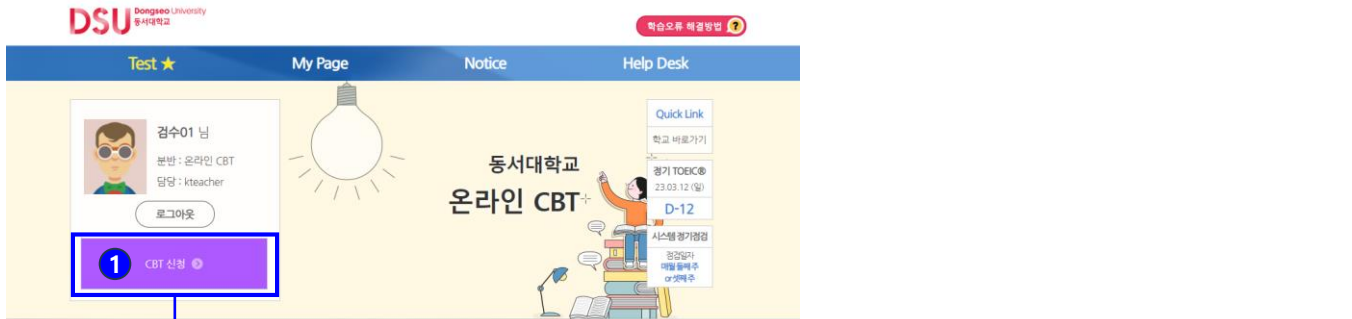 DSU Dongseo University
동서대학교
학습오류 해결방법 ?
Test ★
My Page
Notice
Help Desk
검수01 님
분반 : 온라인 CBT
담당 : kteacher
로그아웃
1
CBT 신청
동서대학교
온라인 CBT
Quick Link
학교 바로가기
정기 TOEIC®
23.03.12 (일)
D-12
시스템 정기점검
점검일자
매월 둘째 주
or 셋째 주